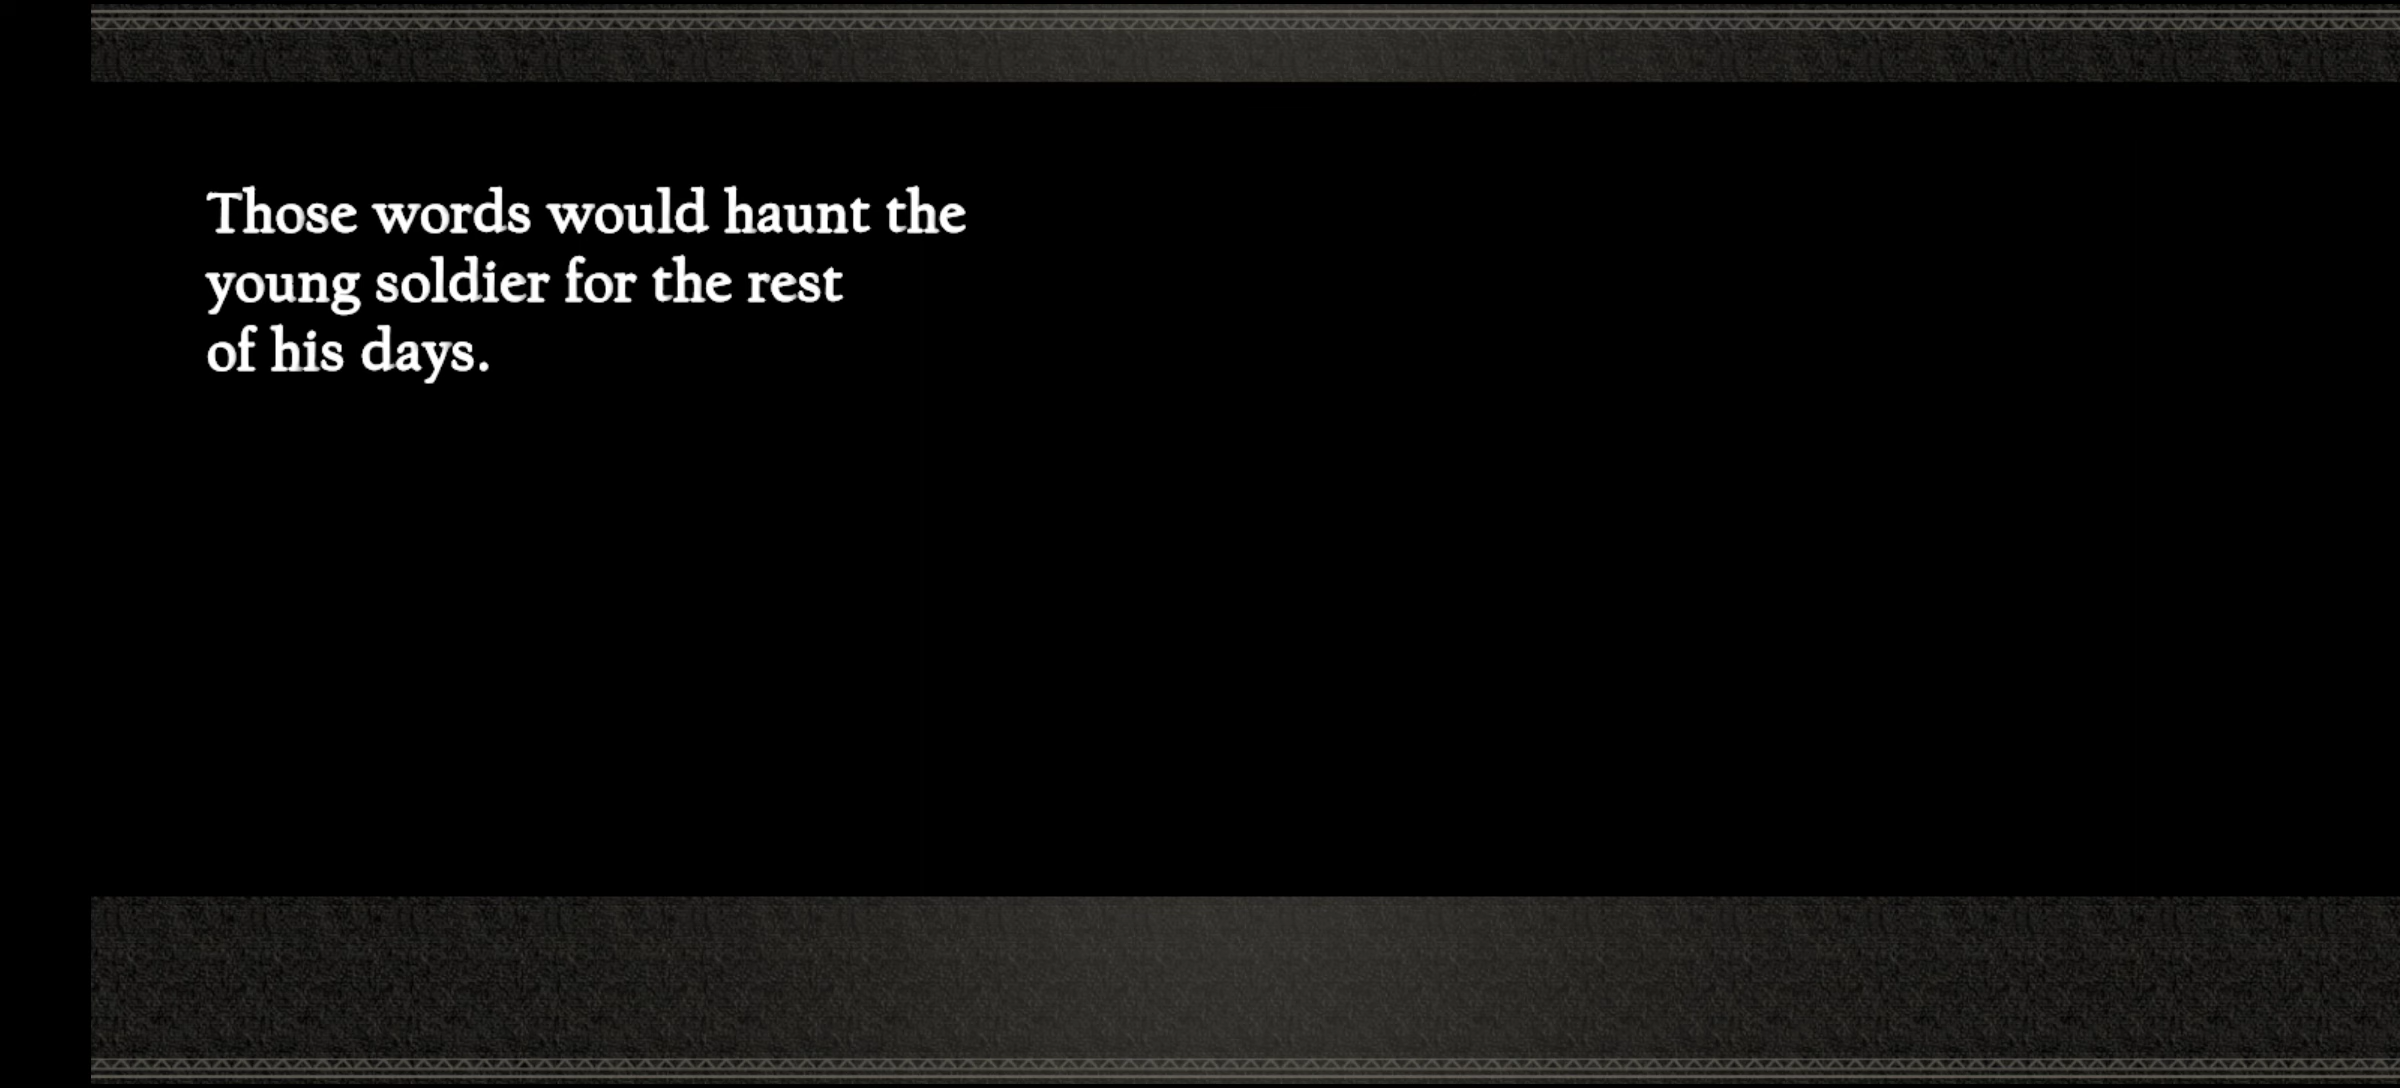 Those words would haunt the
young soldier for the rest
of his days.